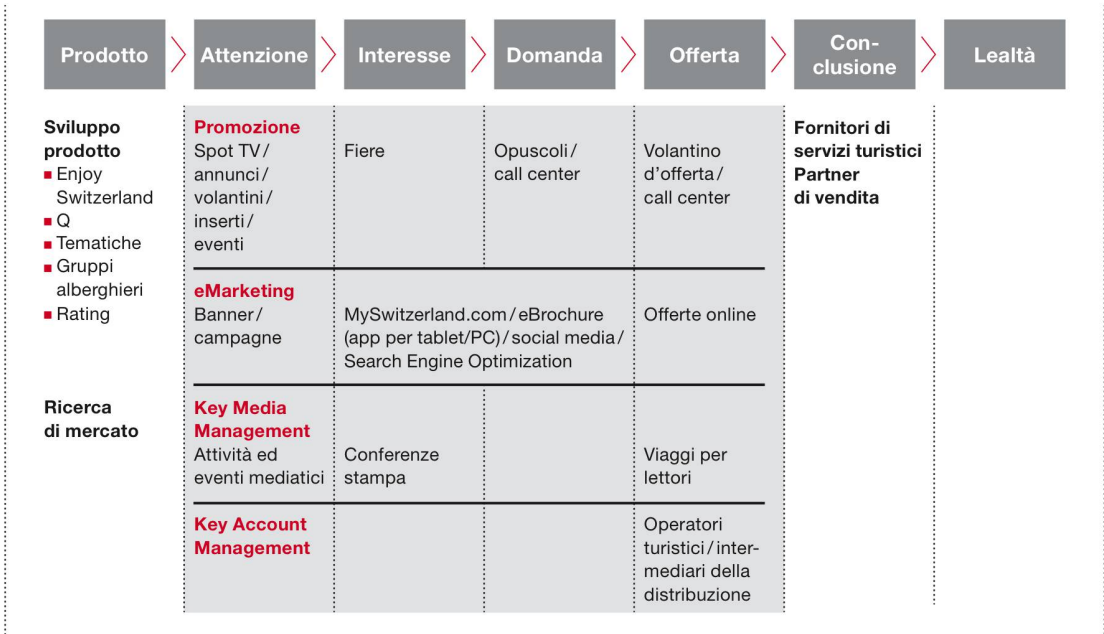 Prodotto
Attenzione
Interesse
Domanda
Offerta
Con-
clusione
Lealtà
Sviluppo
prodotto
Enjoy
Switzerland
Q
Tematiche
Gruppi
alberghieri
Rating
Ricerca
di mercato
Promozione
Spot TV/
annunci/
volantini/
inserti/
eventi
Fiere
Opuscoli/
call center
Volantino
d’offerta/
call center
eMarketing
Banner/
campagne
MySwitzerland.com/eBrochure
(app per tablet/PC)/social media/
Search Engine Optimization
Offerte online
Key Media
Management
Attività ed
eventi mediatici
Conferenze
stampa
Viaggi per
lettori
Key Account
Management
Operatori
turistici/inter-
mediari della
distribuzione
Fornitori di
servizi turistici
Partner
di vendita